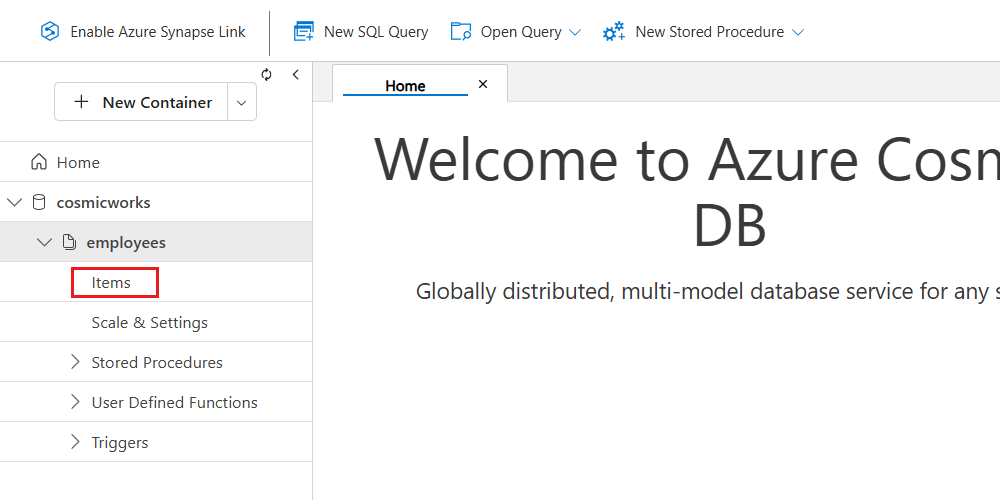 Enable Azure Synapse Link
New SQL Query
Open Query
New Stored Procedure
New Container
Home
cosmicworks
employees
Items
Scale & Settings
Stored Procedures
User Defined Functions
Triggers
Home
Welcome to Azure Cosm
DB
Globally distributed, multi-model database service for any s